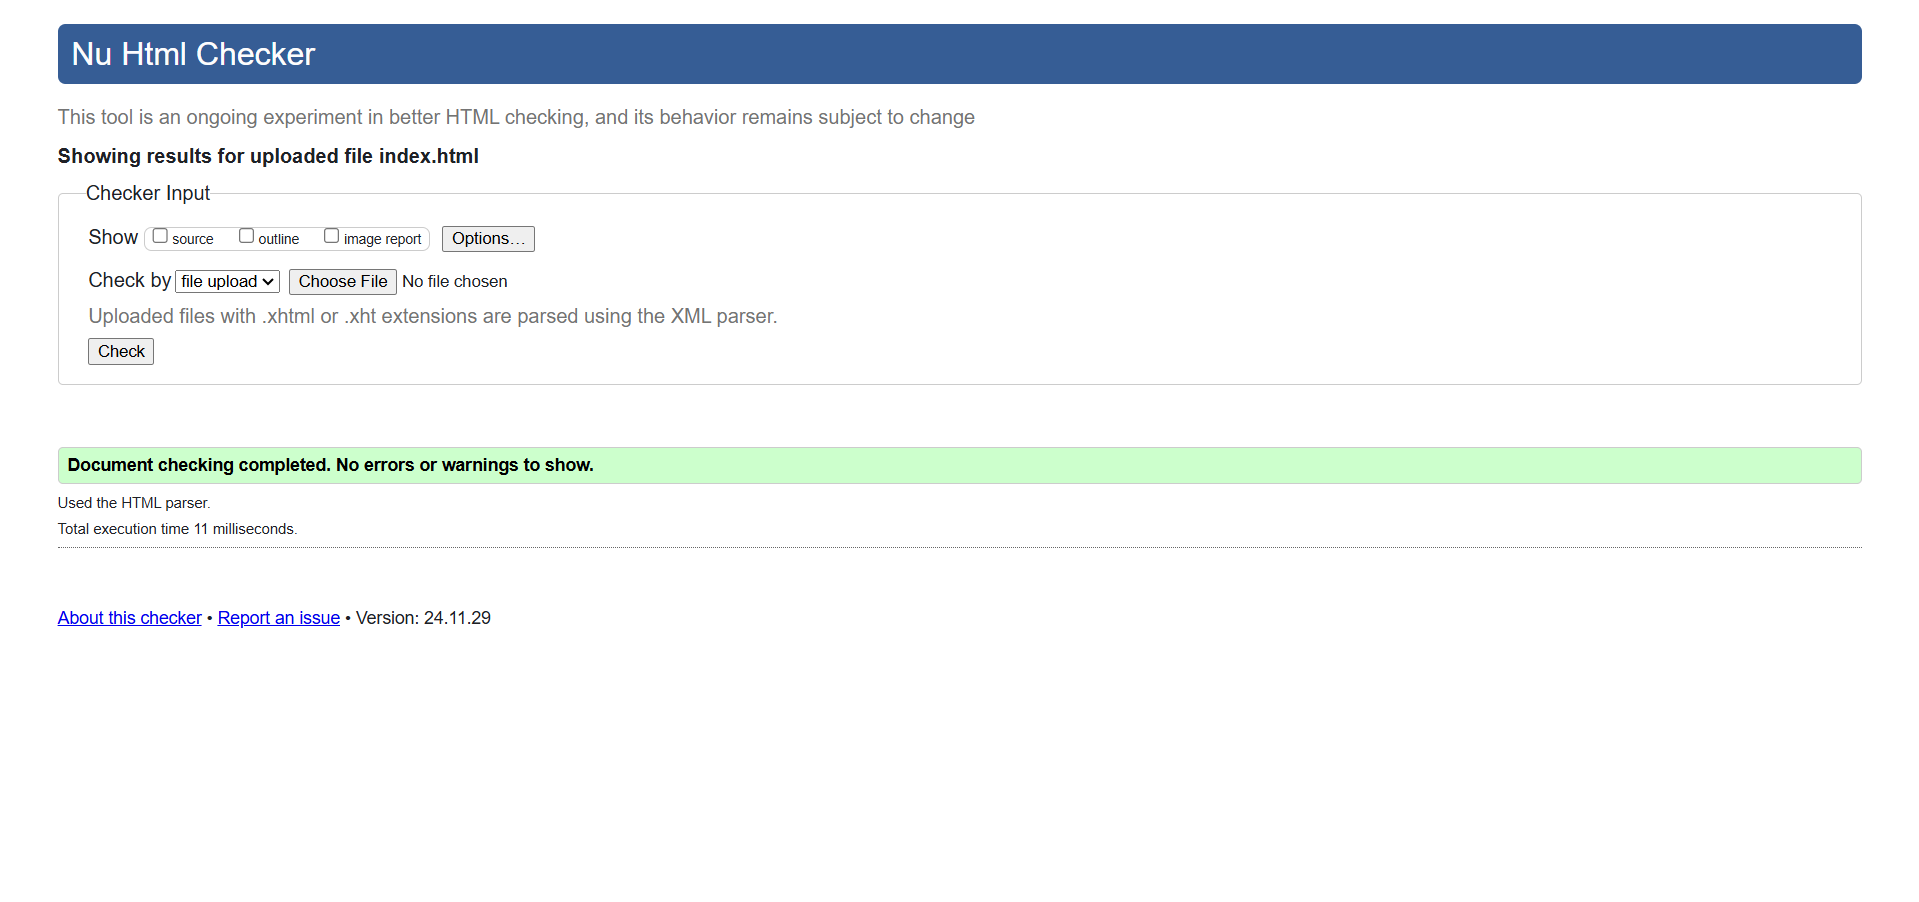 Nu Html Checker
This tool is an ongoing experiment in better HTML checking, and its behavior remains subject to change
Showing results for uploaded file index.html
Checker Input
Show source outline image report Options…
Check by file upload Choose File No file chosen
Uploaded files with .xhtml or .xht extensions are parsed using the XML parser.
Check
Document checking completed. No errors or warnings to show.
Used the HTML parser.
Total execution time 11 milliseconds.
About this checker • Report an issue • Version: 24.11.29